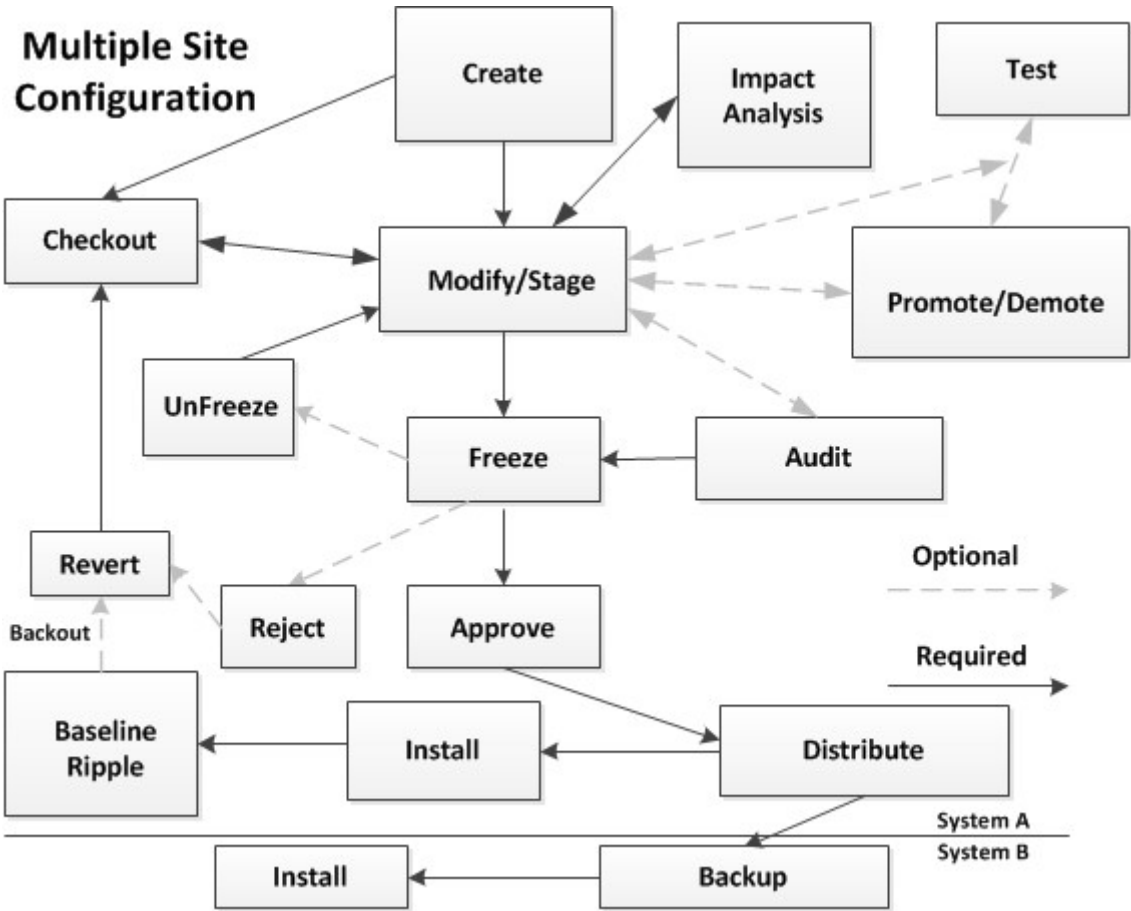 Multiple Site
Configuration
Create
Impact
Analysis
Test
Checkout
Modify/Stage
Promote/Demote
UnFreeze
Freeze
Audit
Revert
Optional
Reject
Approve
Backout
Required
Baseline
Ripple
Install
Distribute
System A
System B
Install
Backup